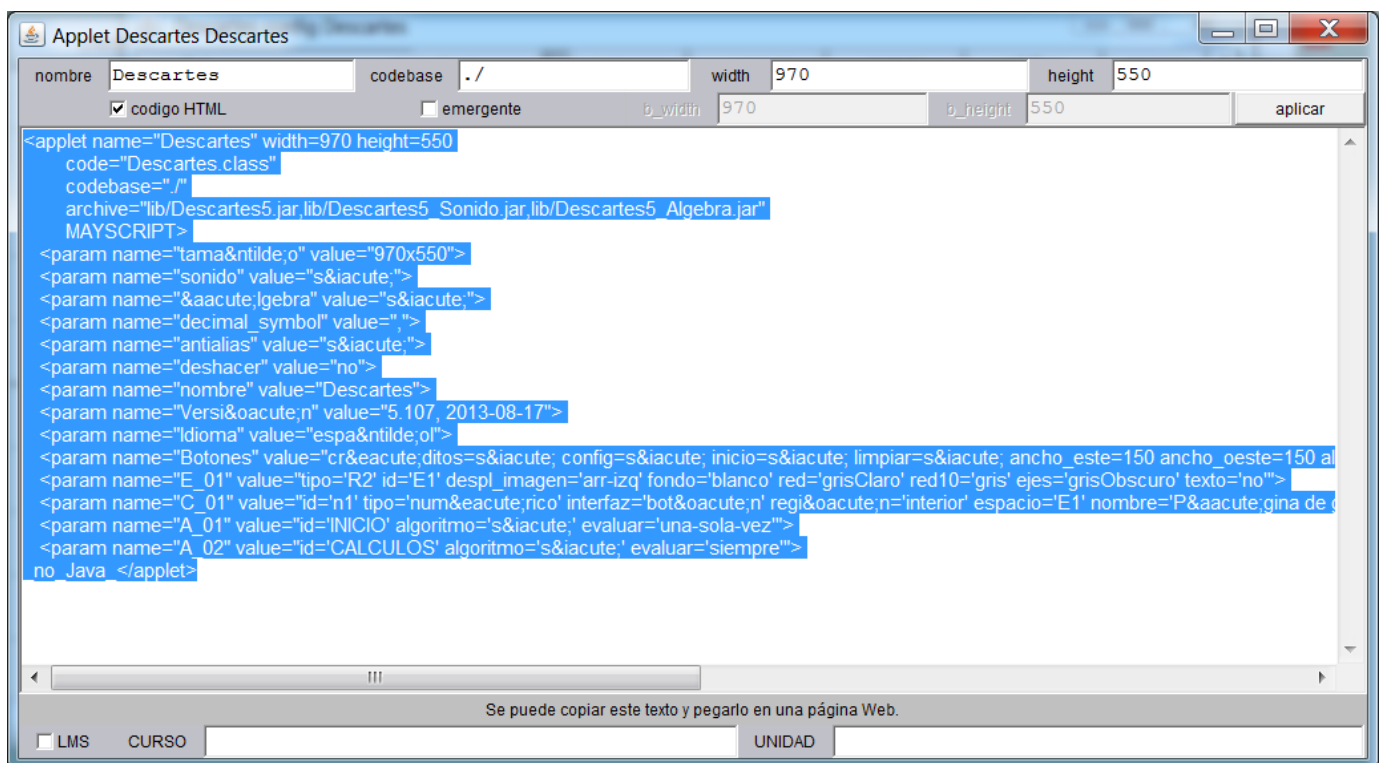 Applet Descartes Descartes
nombre Descartes codebase ./ width 970 height 550
codigo HTML emergente b_width 970 b_height 550 aplicar
<applet name="Descartes" width=970 height=550
code="Descartes.class"
codebase="./"
archive="lib/Descartes5.jar,lib/Descartes5_Sonido.jar,lib/Descartes5_Algebra.jar"
MAYSCRIPT>
<param name="tama&ntilde;o" value="970x550">
<param name="sonido" value="s&iacute;">
<param name="&aacute;lgebra" value="s&iacute;">
<param name="decimal_symbol" value=",">
<param name="antialias" value="s&iacute;">
<param name="deshacer" value="no">
<param name="nombre" value="Descartes">
<param name="Versi&oacute;n" value="5.107, 2013-08-17">
<param name="Idioma" value="espa&ntilde;ol">
<param name="Botones" value="cr&eacute;ditos=s&iacute; config=s&iacute; inicio=s&iacute; limpiar=s&iacute; ancho_este=150 ancho_oeste=150 al
<param name="E_01" value="tipo='R2' id='E1' despl_imagen='arr-izq' fondo='blanco' red='grisClaro' red10='gris' ejes='grisObscuro' texto='no'">
<param name="C_01" value="id='n1' tipo='num&eacute;rico' interfaz='bot&oacute;n' regi&oacute;n='interior' espacio='E1' nombre='P&aacute;gina de g
<param name="A_01" value="id='INICIO' algoritmo='s&iacute;' evaluar='una-sola-vez'">
<param name="A_02" value="id='CALCULOS' algoritmo='s&iacute;' evaluar='siempre'">
_no_Java_</applet>
Se puede copiar este texto y pegarlo en una página Web.
LMS CURSO UNIDAD